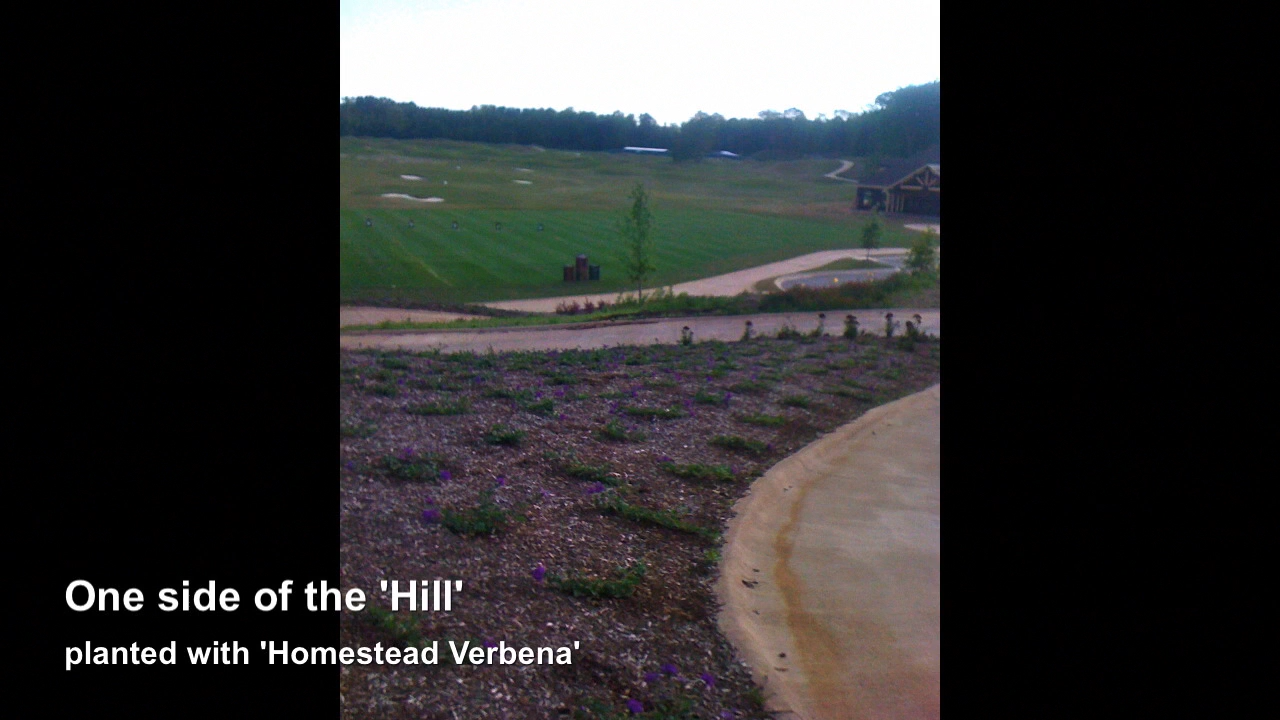 One side of the 'Hill'
planted with 'Homestead Verbena'